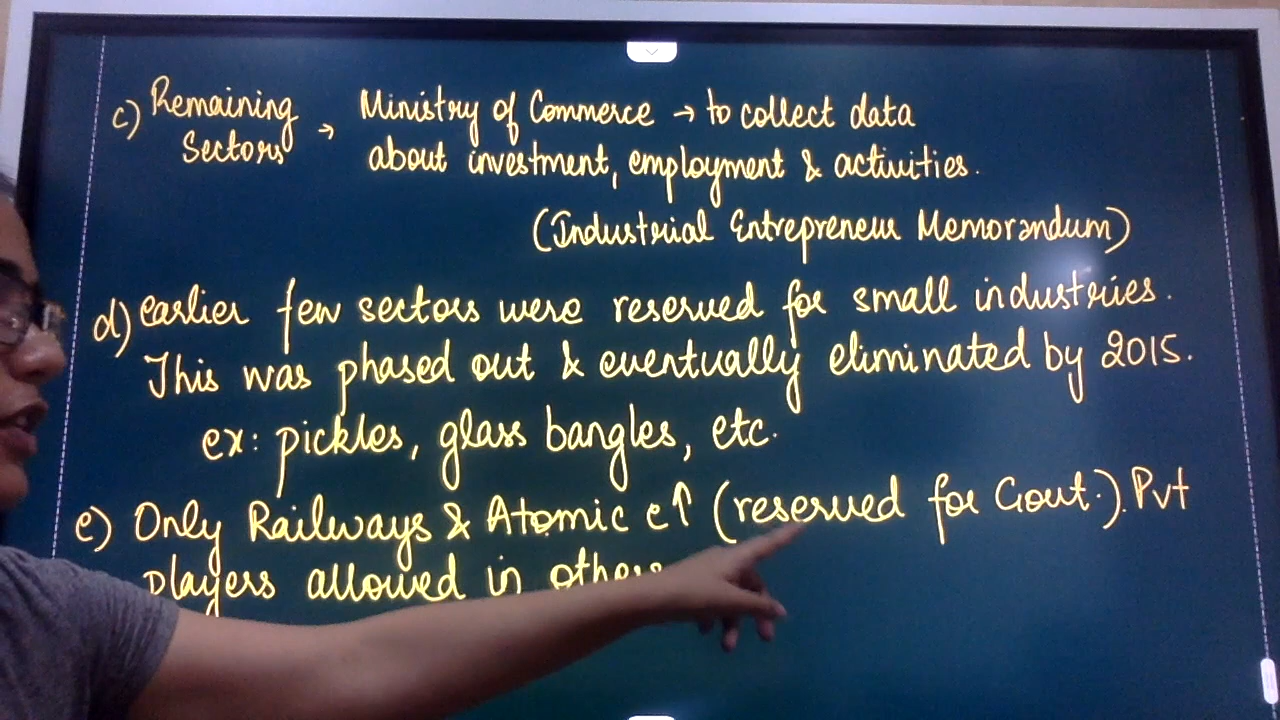 c) Remaining Sectors → Ministry of Commerce → to collect data
about investment, employment & activities.
(Industrial Entrepreneur Memorandum)
d) earlier few sectors were reserved for small industries.
This was phased out & eventually eliminated by 2015.
ex: pickles, glass bangles, etc.
e) Only Railways & Atomic e↑ (reserved for Govt.). Pvt
players allowed in others